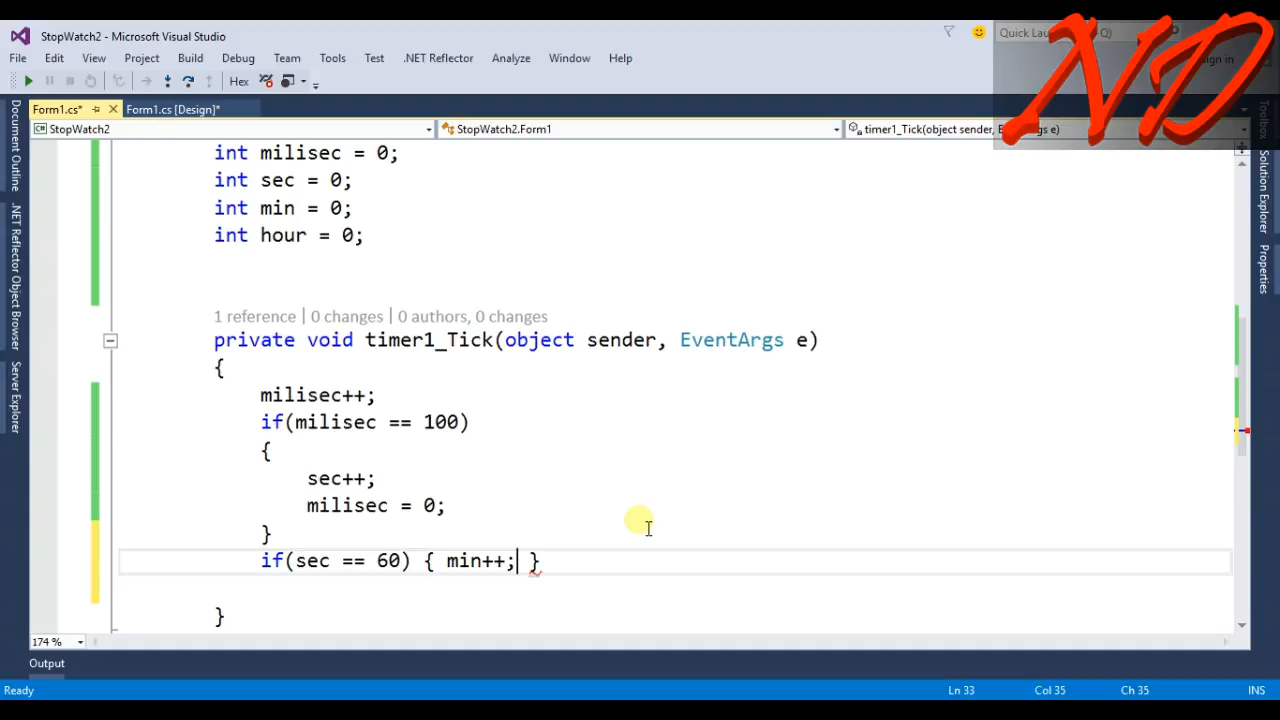 StopWatch2 - Microsoft Visual Studio
Quick Launch
Q)
ND
File Edit View Project Build Debug Team Tools Test .NET Reflector Analyze Window Help
in
Hex
Form1.cs* Form1.cs [Design]*
StopWatch2 StopWatch2.Form1 timer1_Tick(object sender, EventArgs e)
Document Outline
.NET Reflector Object Browser
Server Explorer
Toolbox
Solution Explorer
Properties
int milisec = 0;
int sec = 0;
int min = 0;
int hour = 0;
1 reference | 0 changes | 0 authors, 0 changes
private void timer1_Tick(object sender, EventArgs e)
{
milisec++;
if(milisec == 100)
{
sec++;
milisec = 0;
}
if(sec == 60) { min++; }
}
174 %
Output
Ready Ln 33 Col 35 Ch 35 INS